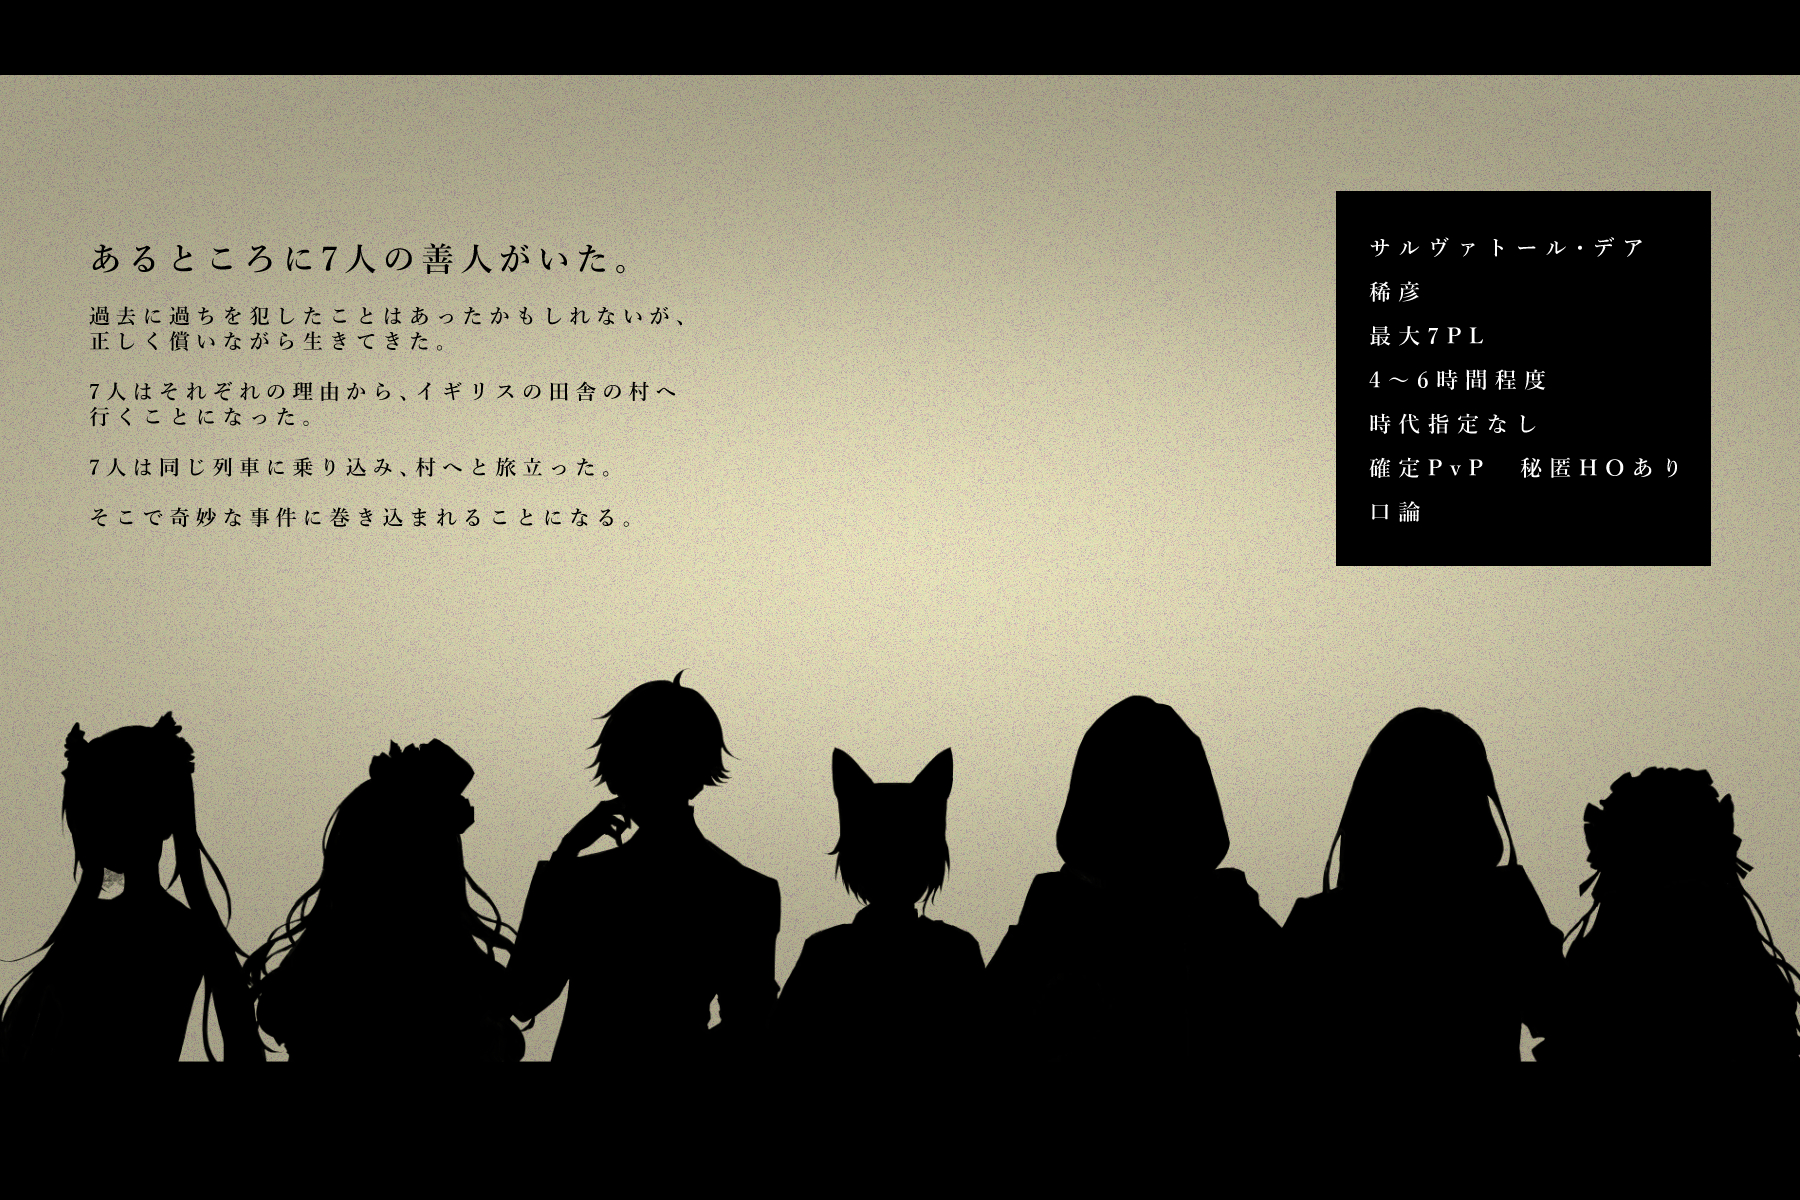 あるところに7人の善人がいた。
過去に過ちを犯したことはあったかもしれないが、
正しく償いながら生きてきた。
7人はそれぞれの理由から、イギリスの田舎の村へ
行くことになった。
7人は同じ列車に乗り込み、村へと旅立った。
そこで奇妙な事件に巻き込まれることになる。
サルヴァトール・デア
稀彦
最大7PL
4～6時間程度
時代指定なし
確定PvP　秘匿HOあり
口論